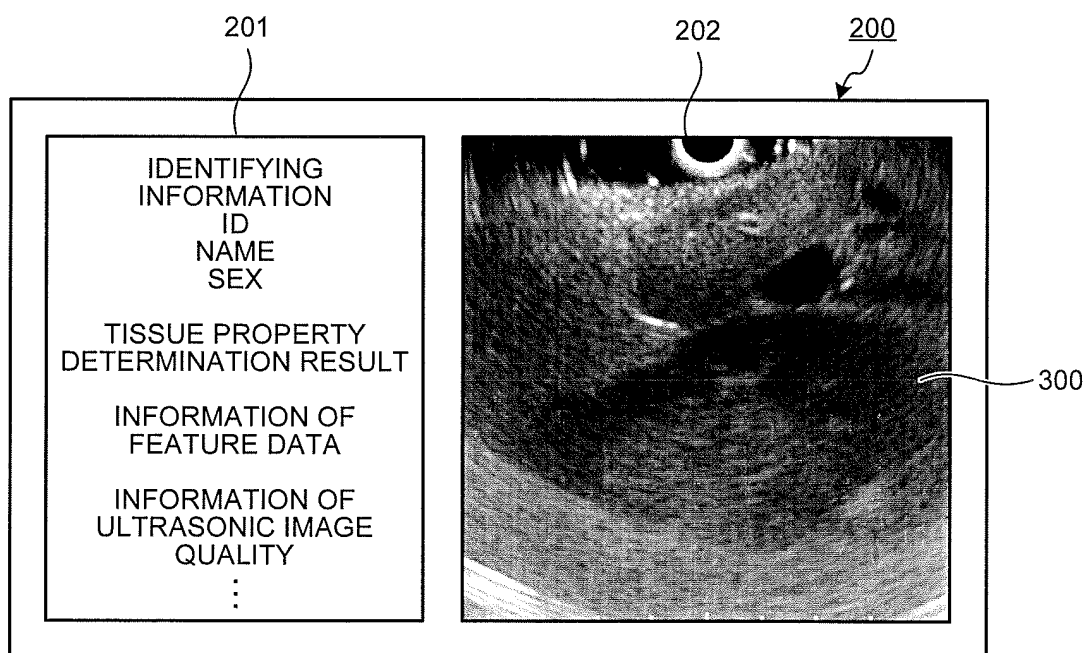 201
202
200
IDENTIFYING
INFORMATION
ID
NAME
SEX
TISSUE PROPERTY
DETERMINATION RESULT
INFORMATION OF
FEATURE DATA
INFORMATION OF
ULTRASONIC IMAGE
QUALITY
300